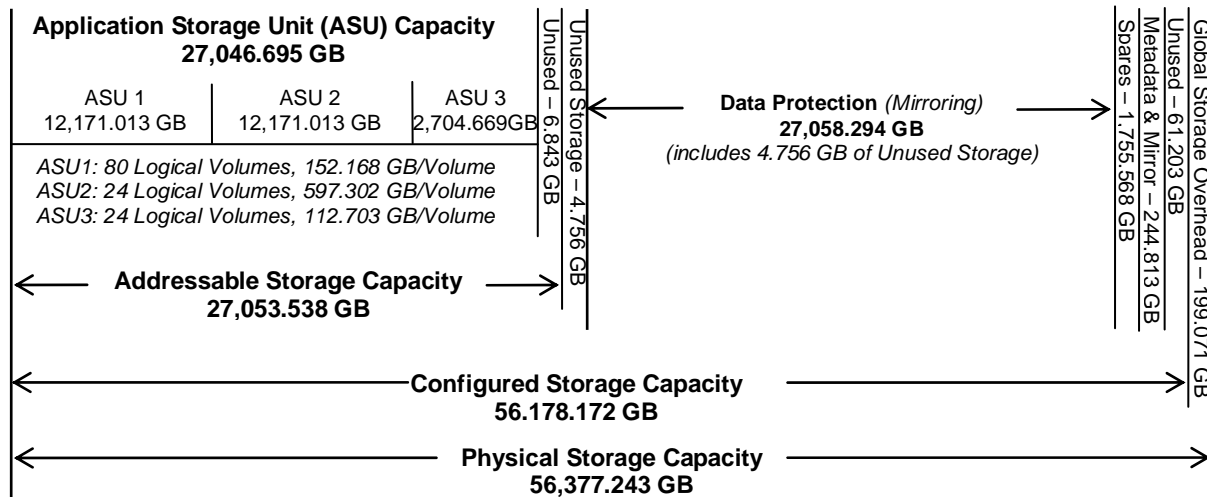 Application Storage Unit (ASU) Capacity
27,046.695 GB
ASU 1
12,171.013 GB
ASU 2
12,171.013 GB
ASU 3
2,704.669GB
ASU1: 80 Logical Volumes, 152.168 GB/Volume
ASU2: 24 Logical Volumes, 597.302 GB/Volume
ASU3: 24 Logical Volumes, 112.703 GB/Volume
Unused – 6.843 GB
Unused Storage – 4.756 GB
Data Protection (Mirroring)
27,058.294 GB
(includes 4.756 GB of Unused Storage)
Spares – 1,755.568 GB
Metadata & Mirror – 244.813 GB
Unused – 61.203 GB
Global Storage Overhead – 199.071 GB
Addressable Storage Capacity
27,053.538 GB
Configured Storage Capacity
56.178.172 GB
Physical Storage Capacity
56,377.243 GB